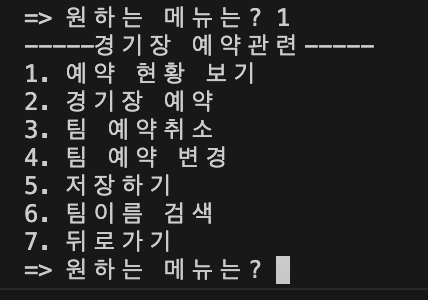 => 원하는 메뉴는? 1
-----경기장 예약관련-----
1. 예약 현황 보기
2. 경기장 예약
3. 팀 예약취소
4. 팀 예약 변경
5. 저장하기
6. 팀이름 검색
7. 뒤로가기
=> 원하는 메뉴는?